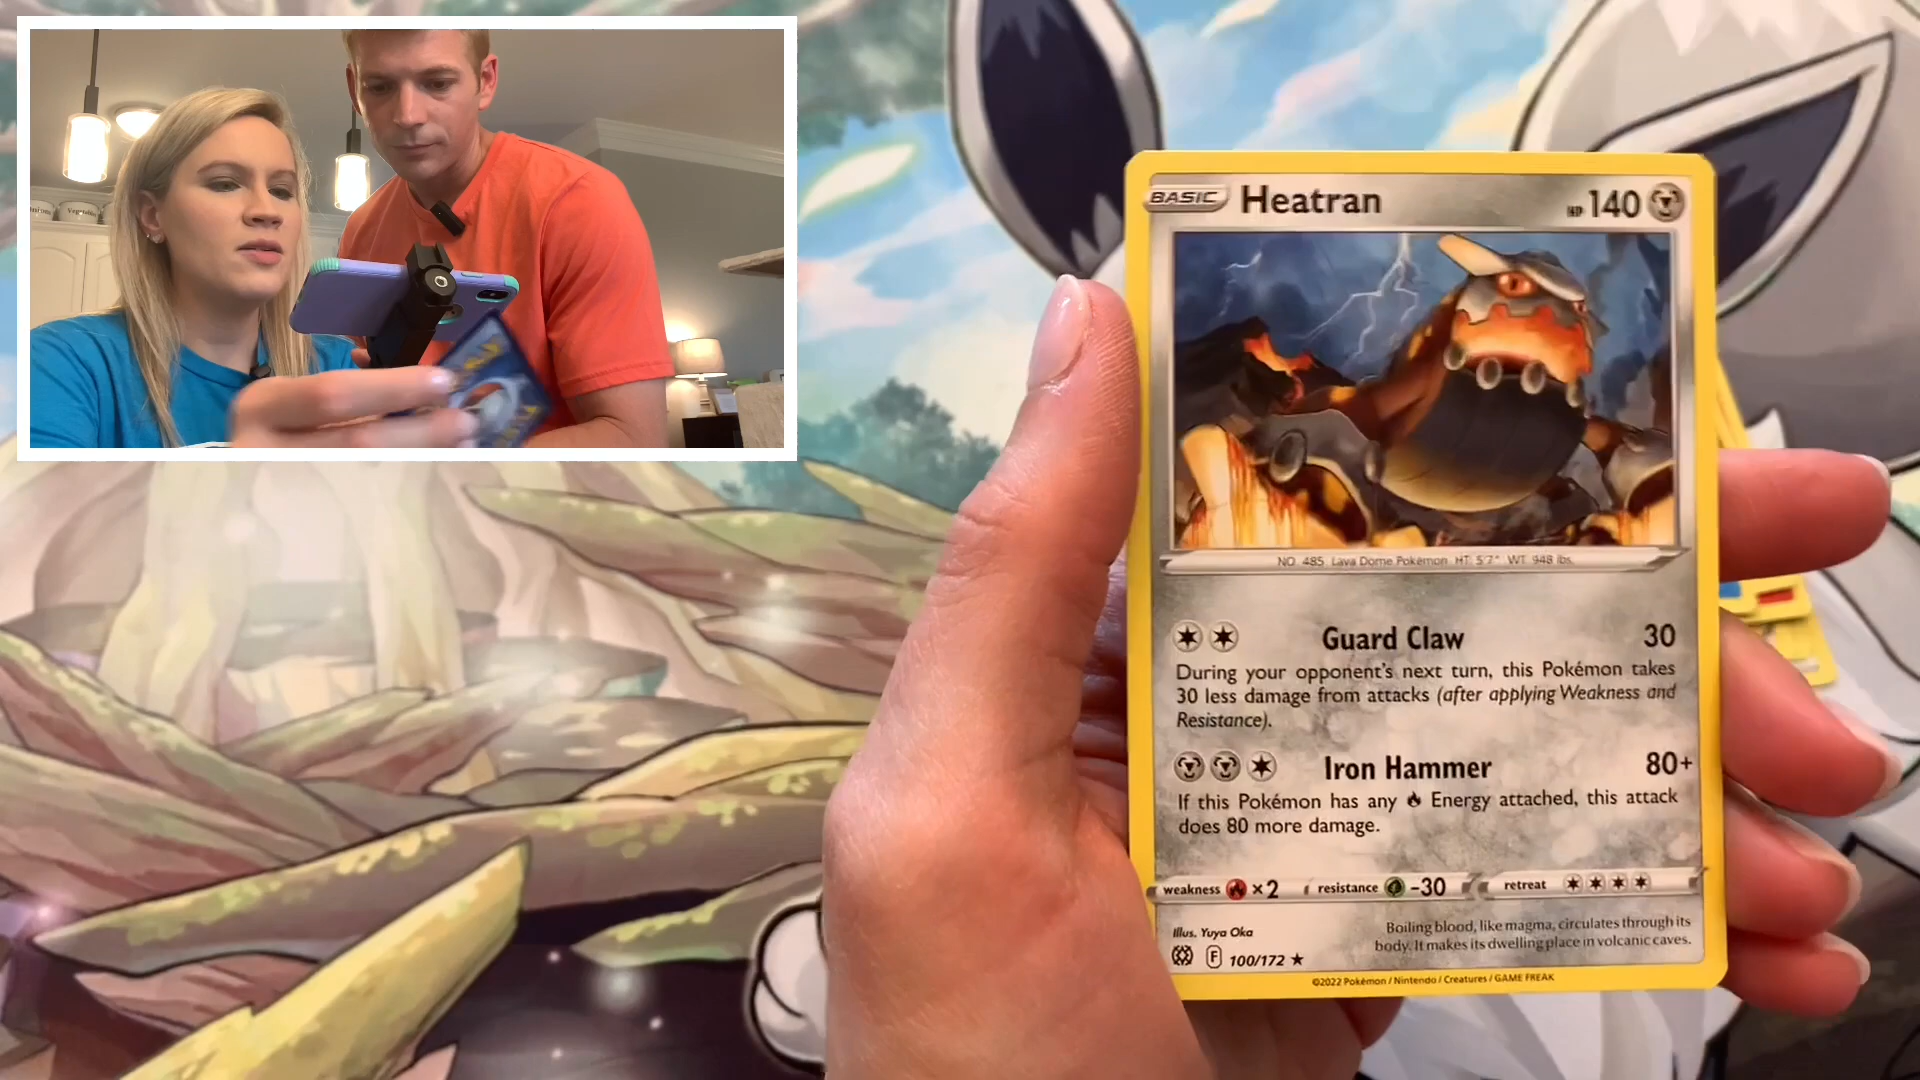 BASIC Heatran HP 140
NO. 485 Lava Dome Pokémon HT: 5'7" WT: 948 lbs.
Guard Claw 30
During your opponent's next turn, this Pokémon takes
30 less damage from attacks (after applying Weakness and
Resistance).
Iron Hammer 80+
If this Pokémon has any Energy attached, this attack
does 80 more damage.
weakness ×2 resistance -30 retreat
Illus. Yuya Oka
Boiling blood, like magma, circulates through its
body. It makes its dwelling place in volcanic caves.
F 100/172 ★
©2022 Pokémon / Nintendo / Creatures / GAME FREAK